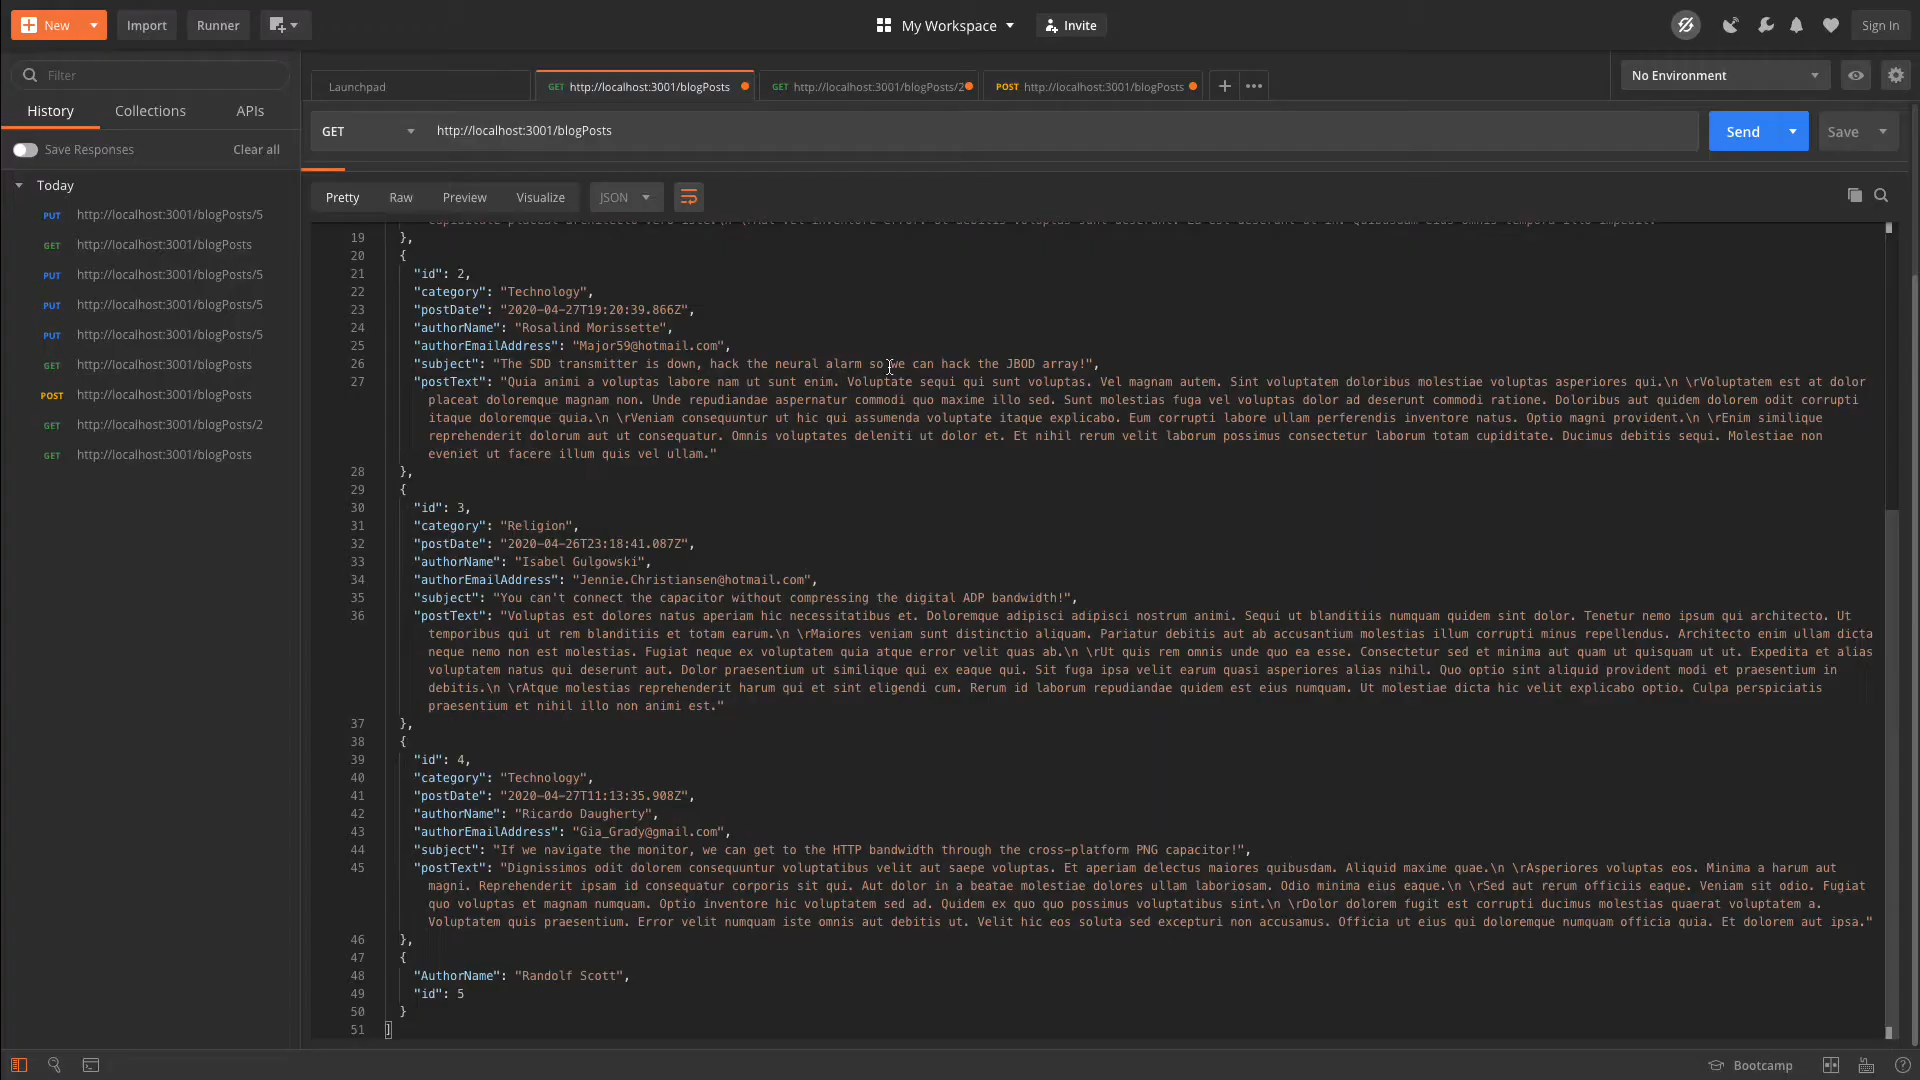 New
Import
Runner
My Workspace
Invite
Sign In
Filter
History
Collections
APIs
Save Responses
Clear all
Today
PUT http://localhost:3001/blogPosts/5
GET http://localhost:3001/blogPosts
PUT http://localhost:3001/blogPosts/5
PUT http://localhost:3001/blogPosts/5
PUT http://localhost:3001/blogPosts/5
GET http://localhost:3001/blogPosts
POST http://localhost:3001/blogPosts
GET http://localhost:3001/blogPosts/2
GET http://localhost:3001/blogPosts
Launchpad
GET http://localhost:3001/blogPosts
GET http://localhost:3001/blogPosts/2
POST http://localhost:3001/blogPosts
No Environment
GET
http://localhost:3001/blogPosts
Send
Save
Pretty
Raw
Preview
Visualize
JSON
19 },
20 {
21 "id": 2,
22 "category": "Technology",
23 "postDate": "2020-04-27T19:20:39.866Z",
24 "authorName": "Rosalind Morissette",
25 "authorEmailAddress": "Major59@hotmail.com",
26 "subject": "The SDD transmitter is down, hack the neural alarm so we can hack the JBOD array!",
27 "postText": "Quia animi a voluptas labore nam ut sunt enim. Voluptate sequi qui sunt voluptas. Vel magnam autem. Sint voluptatem doloribus molestiae voluptas asperiores qui.\n \rVoluptatem est at dolor
placeat doloremque magnam non. Unde repudiandae aspernatur commodi quo maxime illo sed. Sunt molestias fuga vel voluptas dolor ad deserunt commodi ratione. Doloribus aut quidem dolorem odit corrupti
itaque doloremque quia.\n \rVeniam consequuntur ut hic qui assumenda voluptate itaque explicabo. Eum corrupti labore ullam perferendis inventore natus. Optio magni provident.\n \rEnim similique
reprehenderit dolorum aut ut consequatur. Omnis voluptates deleniti ut dolor et. Et nihil rerum velit laborum possimus consectetur laborum totam cupiditate. Ducimus debitis sequi. Molestiae non
eveniet ut facere illum quis vel ullam."
28 },
29 {
30 "id": 3,
31 "category": "Religion",
32 "postDate": "2020-04-26T23:18:41.087Z",
33 "authorName": "Isabel Gulgowski",
34 "authorEmailAddress": "Jennie.Christiansen@hotmail.com",
35 "subject": "You can't connect the capacitor without compressing the digital ADP bandwidth!",
36 "postText": "Voluptas est dolores natus aperiam hic necessitatibus et. Doloremque adipisci adipisci nostrum animi. Sequi ut blanditiis numquam quidem sint dolor. Tenetur nemo ipsum qui architecto. Ut
temporibus qui ut rem blanditiis et totam earum.\n \rMaiores veniam sunt distinctio aliquam. Pariatur debitis aut ab accusantium molestias illum corrupti minus repellendus. Architecto enim ullam dicta
neque nemo non est molestias. Fugiat neque ex voluptatem quia atque error velit quas ab.\n \rUt quis rem omnis unde quo ea esse. Consectetur sed et minima aut quam ut quisquam ut ut. Expedita et alias
voluptatem natus qui deserunt aut. Dolor praesentium ut similique qui ex eaque qui. Sit fuga ipsa velit earum quasi asperiores alias nihil. Quo optio sint aliquid provident modi et praesentium in
debitis.\n \rAtque molestias reprehenderit harum qui et sint eligendi cum. Rerum id laborum repudiandae quidem est eius numquam. Ut molestiae dicta hic velit explicabo optio. Culpa perspiciatis
praesentium et nihil illo non animi est."
37 },
38 {
39 "id": 4,
40 "category": "Technology",
41 "postDate": "2020-04-27T11:13:35.908Z",
42 "authorName": "Ricardo Daugherty",
43 "authorEmailAddress": "Gia_Grady@gmail.com",
44 "subject": "If we navigate the monitor, we can get to the HTTP bandwidth through the cross-platform PNG capacitor!",
45 "postText": "Dignissimos odit dolorem consequuntur voluptatibus velit aut saepe voluptas. Et aperiam delectus maiores quibusdam. Aliquid maxime quae.\n \rAsperiores voluptas eos. Minima a harum aut
magni. Reprehenderit ipsam id consequatur corporis sit qui. Aut dolor in a beatae molestiae dolores ullam laboriosam. Odio minima eius eaque.\n \rSed aut rerum officiis eaque. Veniam sit odio. Fugiat
quo voluptas et magnam numquam. Optio inventore hic voluptatem sed ad. Quidem ex quo quo possimus voluptatibus sint.\n \rDolor dolorem fugit est corrupti ducimus molestias quaerat voluptatem a.
Voluptatem quis praesentium. Error velit numquam iste omnis aut debitis ut. Velit hic eos soluta sed excepturi non accusamus. Officia ut eius qui doloremque numquam officia quia. Et dolorem aut ipsa."
46 },
47 {
48 "AuthorName": "Randolf Scott",
49 "id": 5
50 }
51 ]
Bootcamp